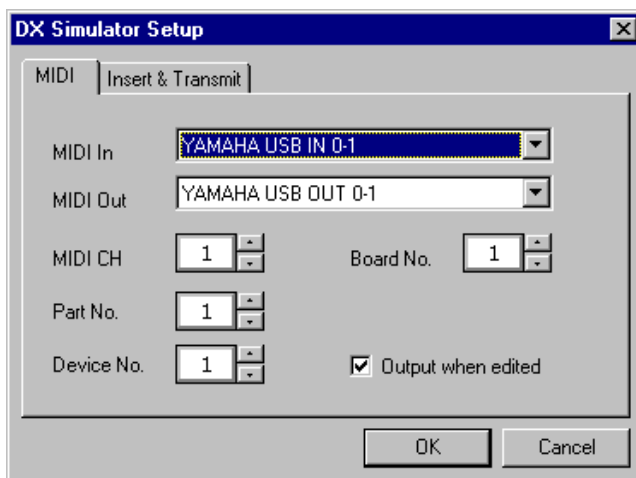 DX Simulator Setup
MIDI
Insert & Transmit
MIDI In
YAMAHA USB IN 0-1
MIDI Out
YAMAHA USB OUT 0-1
MIDI CH
1
Board No.
1
Part No.
1
Device No.
1
Output when edited
OK
Cancel